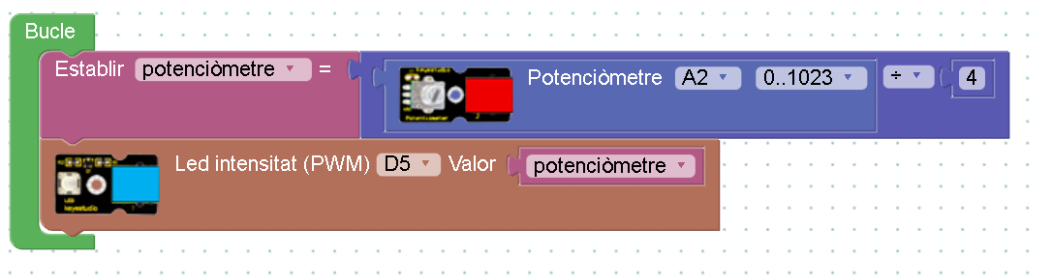 Bucle
Establir potenciòmetre = Potenciòmetre A2 0..1023 ÷ 4
Led intensitat (PWM) D5 Valor potenciòmetre